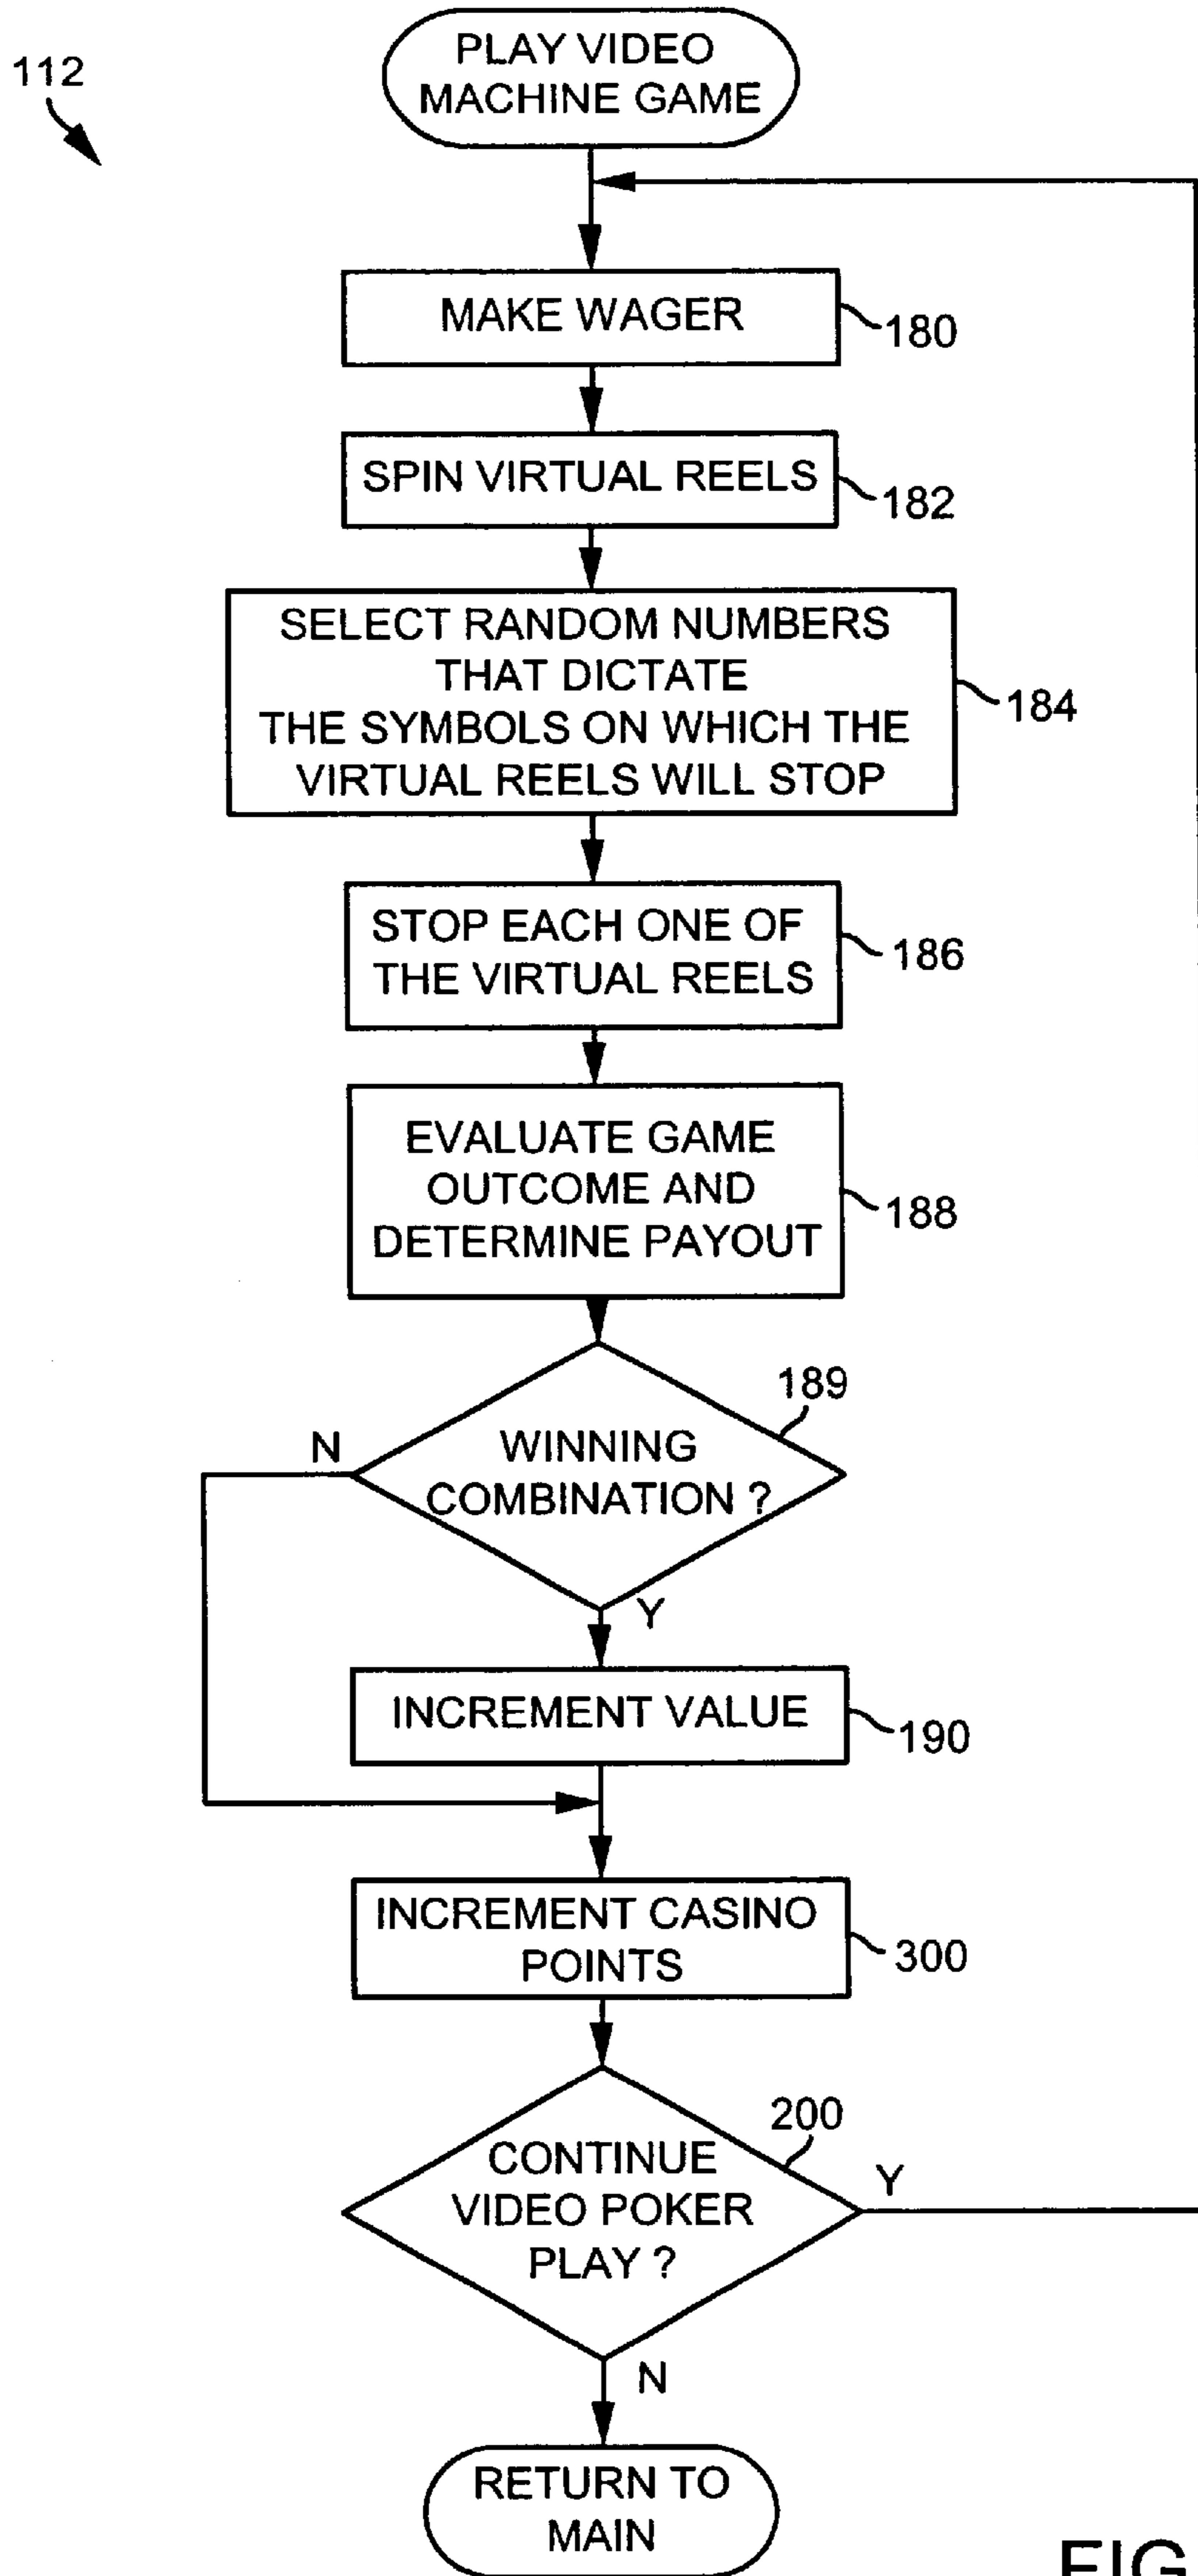 PLAY VIDEO
MACHINE GAME
112
MAKE WAGER
180
SPIN VIRTUAL REELS
182
SELECT RANDOM NUMBERS
THAT DICTATE
THE SYMBOLS ON WHICH THE
VIRTUAL REELS WILL STOP
184
STOP EACH ONE OF
THE VIRTUAL REELS
186
EVALUATE GAME
OUTCOME AND
DETERMINE PAYOUT
188
189
N
WINNING
COMBINATION ?
Y
INCREMENT VALUE
190
INCREMENT CASINO
POINTS
300
200
CONTINUE
VIDEO POKER
PLAY ?
Y
N
RETURN TO
MAIN
FIG